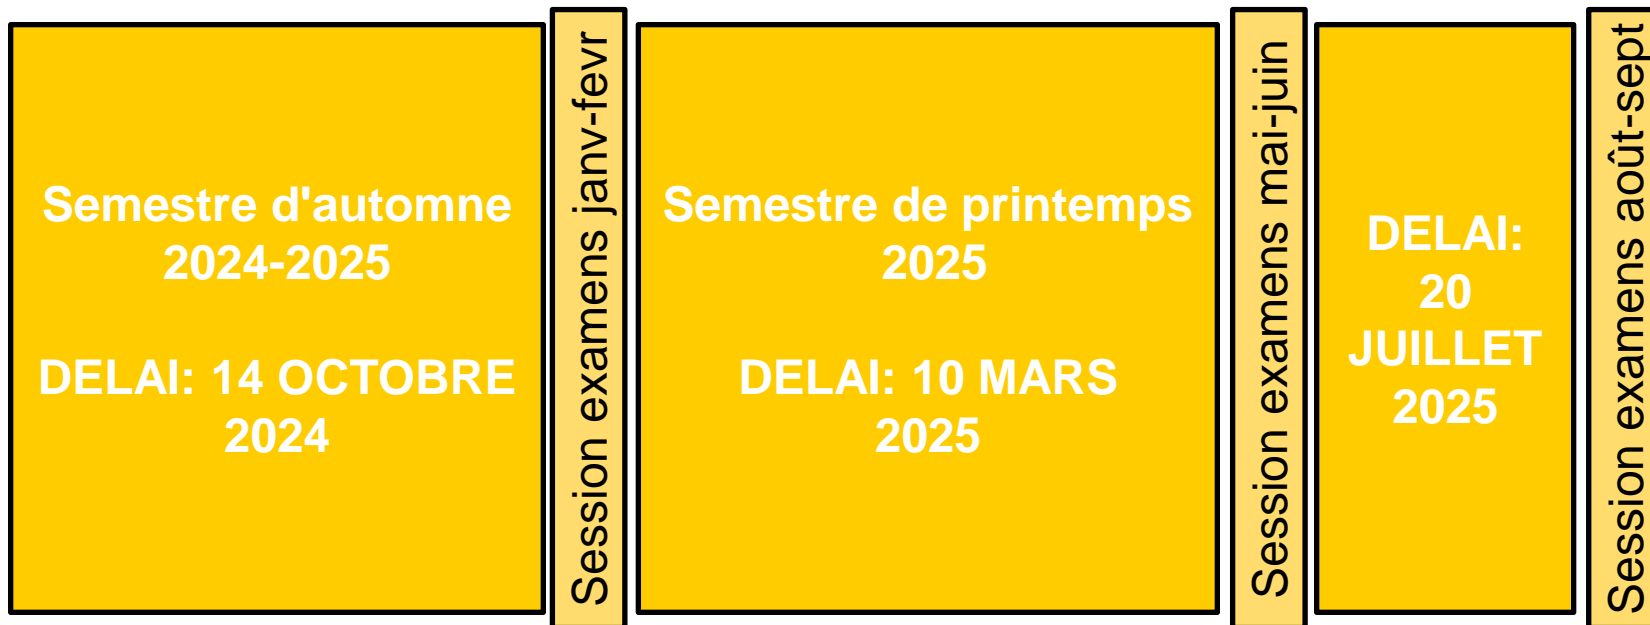 Semestre d'automne
2024-2025
DELAI: 14 OCTOBRE
2024
Session examens janv-fevr
Semestre de printemps
2025
DELAI: 10 MARS
2025
Session examens mai-juin
DELAI:
20
JUILLET
2025
Session examens août-sept